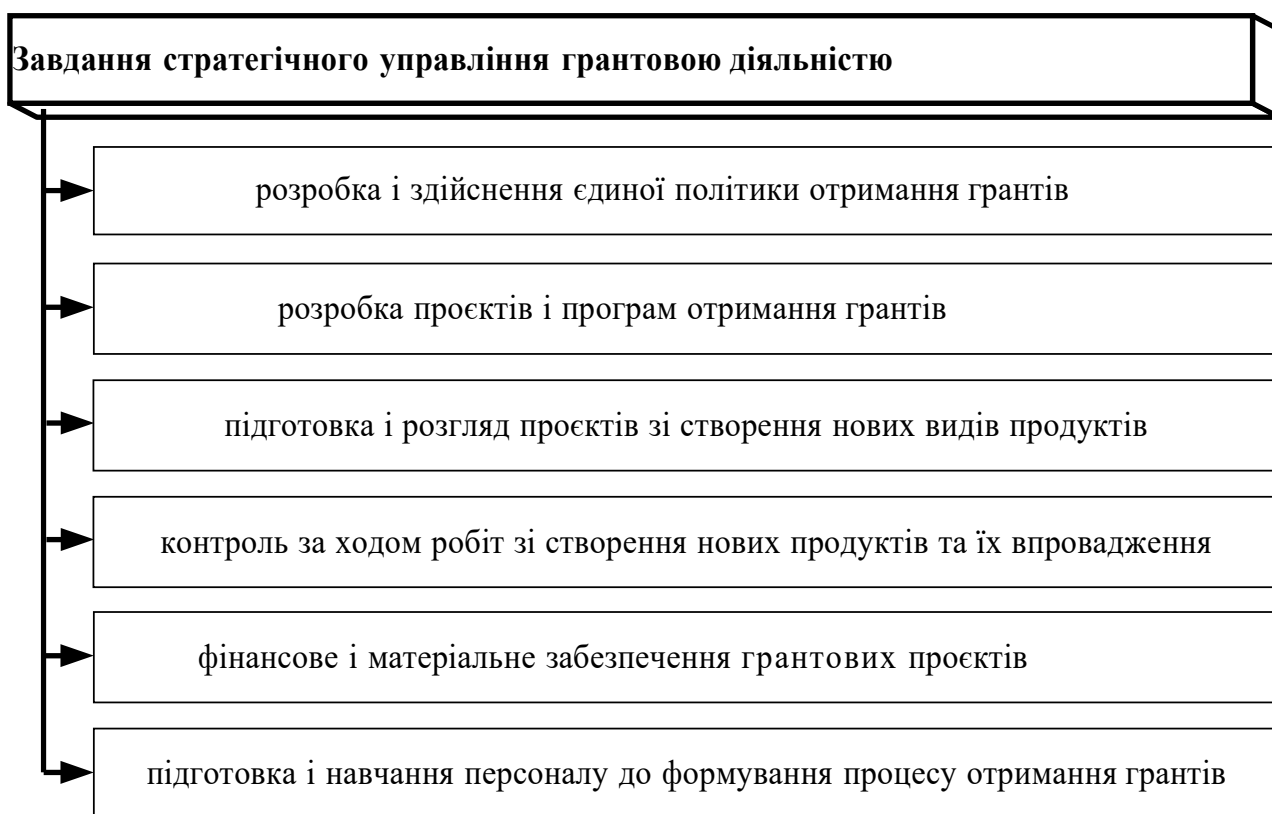 Завдання стратегічного управління грантовою діяльністю
розробка і здійснення єдиної політики отримання грантів
розробка проєктів і програм отримання грантів
підготовка і розгляд проєктів зі створення нових видів продуктів
контроль за ходом робіт зі створення нових продуктів та їх впровадження
фінансове і матеріальне забезпечення грантових проєктів
підготовка і навчання персоналу до формування процесу отримання грантів